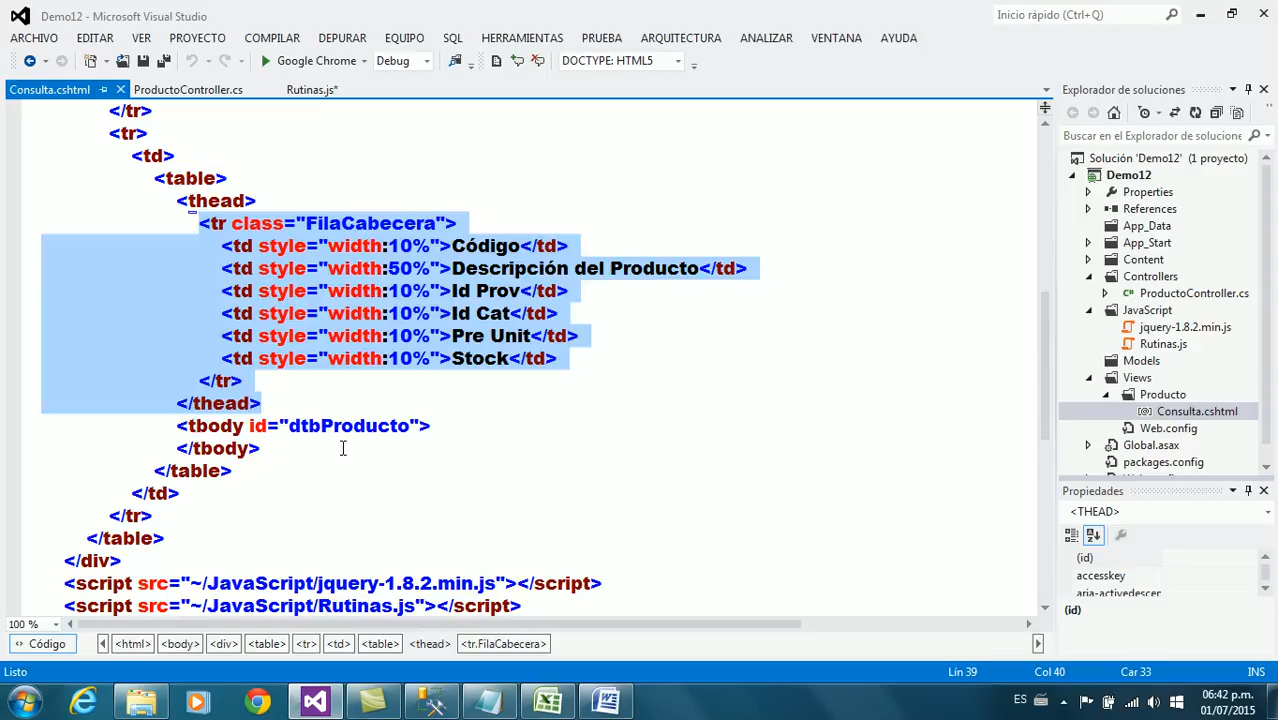 Demo12 - Microsoft Visual Studio
Inicio rápido (Ctrl+Q)
ARCHIVO EDITAR VER PROYECTO COMPILAR DEPURAR EQUIPO SQL HERRAMIENTAS PRUEBA ARQUITECTURA ANALIZAR VENTANA AYUDA
Google Chrome Debug DOCTYPE: HTML5
Consulta.cshtml ProductoController.cs Rutinas.js*
</tr>
<tr>
<td>
<table>
<thead>
<tr class="FilaCabecera">
<td style="width:10%">Código</td>
<td style="width:50%">Descripción del Producto</td>
<td style="width:10%">Id Prov</td>
<td style="width:10%">Id Cat</td>
<td style="width:10%">Pre Unit</td>
<td style="width:10%">Stock</td>
</tr>
</thead>
<tbody id="dtbProducto">
</tbody>
</table>
</td>
</tr>
</table>
</div>
<script src="~/JavaScript/jquery-1.8.2.min.js"></script>
<script src="~/JavaScript/Rutinas.js"></script>
100 %
Código <html> <body> <div> <table> <tr> <td> <table> <thead> <tr.FilaCabecera>
Explorador de soluciones
Buscar en el Explorador de solucione
Solución 'Demo12' (1 proyecto)
Demo12
Properties
References
App_Data
App_Start
Content
Controllers
ProductoController.cs
JavaScript
jquery-1.8.2.min.js
Rutinas.js
Models
Views
Producto
Consulta.cshtml
Web.config
Global.asax
packages.config
Propiedades
<THEAD>
(id)
accesskey
aria-activedescer
(id)
Listo Lín 39 Col 40 Car 33 INS
ES 06:42 p.m.
01/07/2015